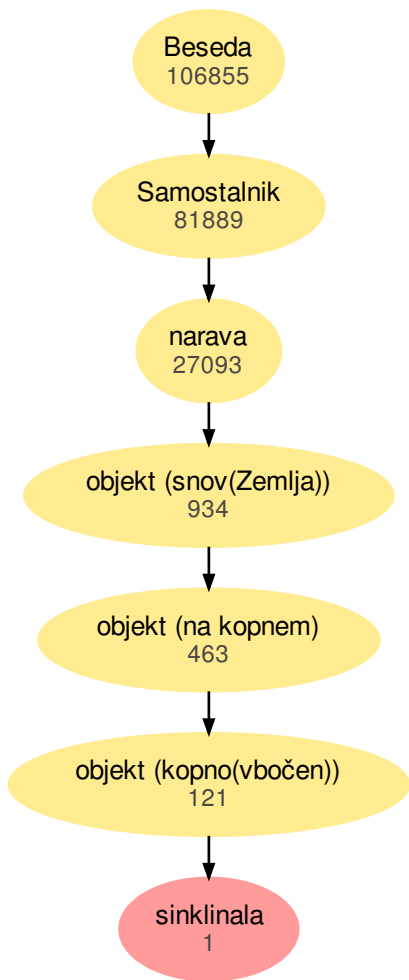 Beseda
106855
Samostalnik
81889
narava
27093
objekt (snov(Zemlja))
934
objekt (na kopnem)
463
objekt (kopno(vbočen))
121
sinklinala
1